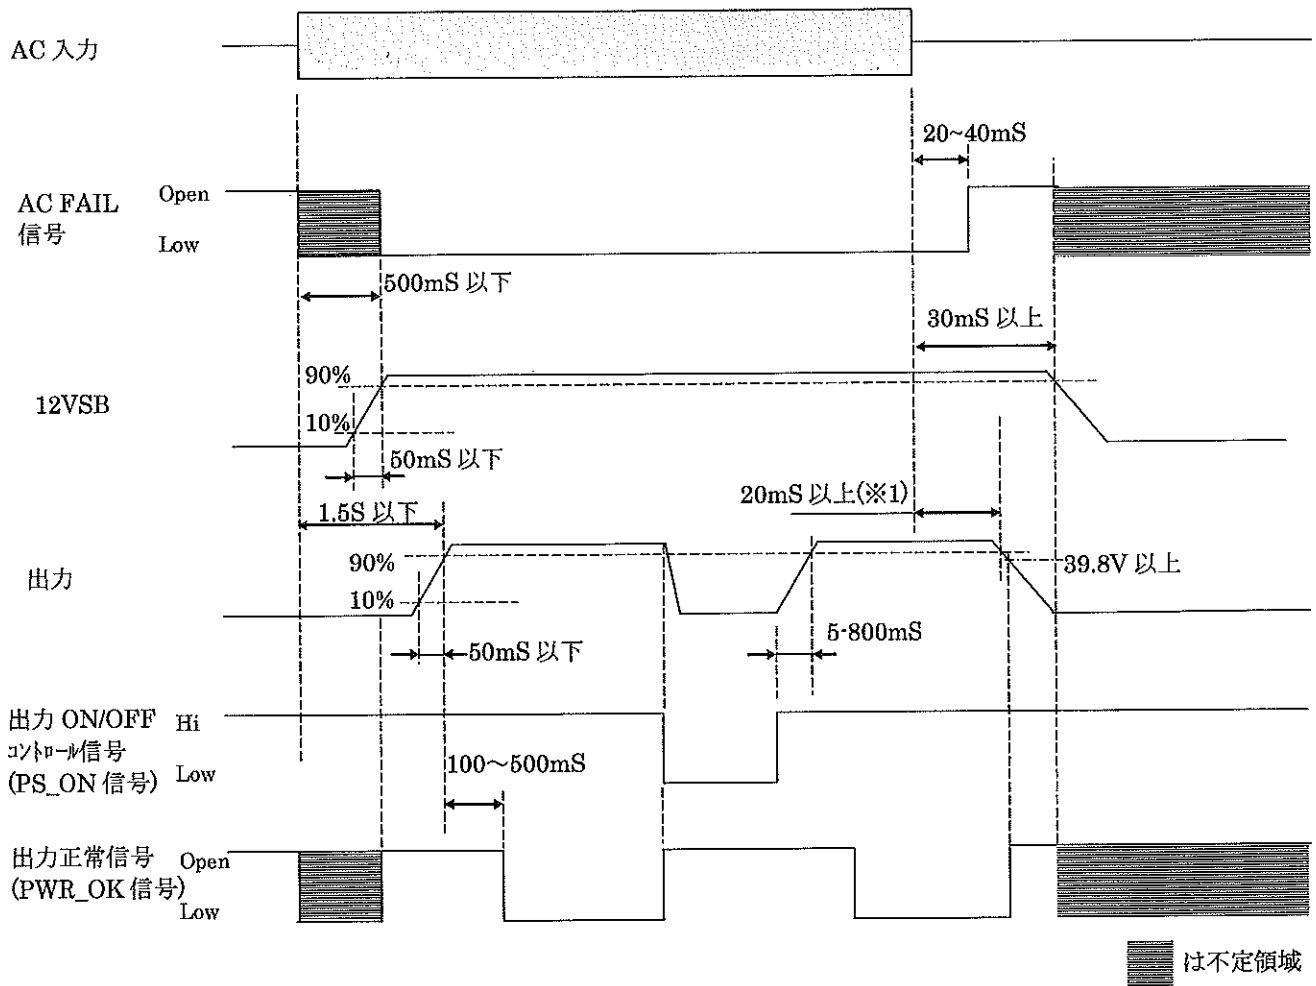 AC 入力
20~40mS
AC FAIL
信号
Open
Low
500mS 以下
30mS 以上
12VSB
90%
10%
50mS 以下
20mS 以上(※1)
1.5S 以下
出力
90%
10%
39.8V 以上
5-800mS
50mS 以下
出力 ON/OFF
コントロール信号
(PS_ON 信号)
Hi
Low
100～500mS
出力正常信号
(PWR_OK 信号)
Open
Low
は不定領域